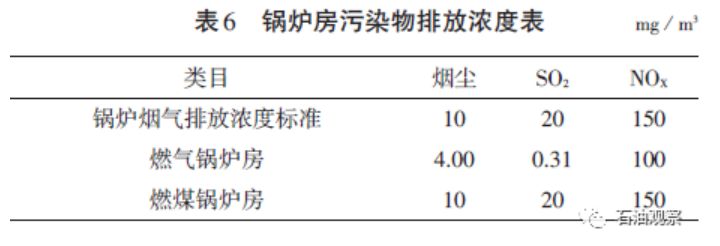 表6 锅炉房污染物排放浓度表 mg/m³
类目 烟尘 SO₂ NOₓ
锅炉烟气排放浓度标准 10 20 150
燃气锅炉房 4.00 0.31 100
燃煤锅炉房 10 20 150
石油观察